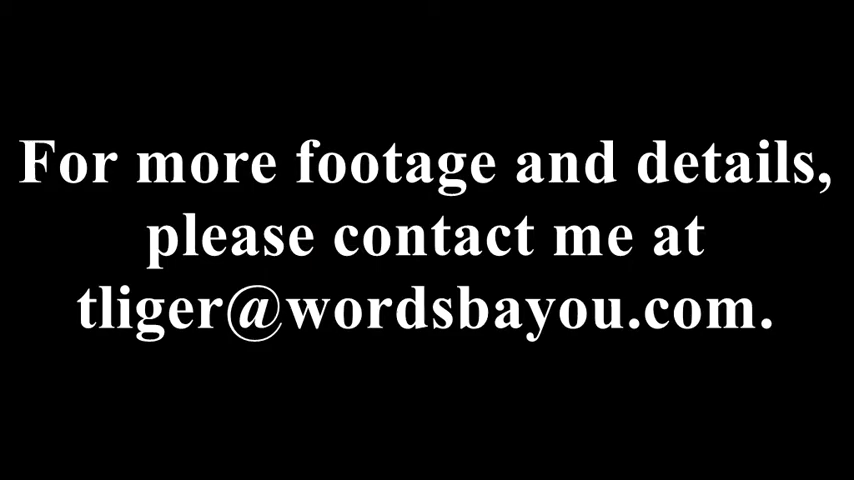 For more footage and details,
please contact me at
tliger@wordsbayou.com.